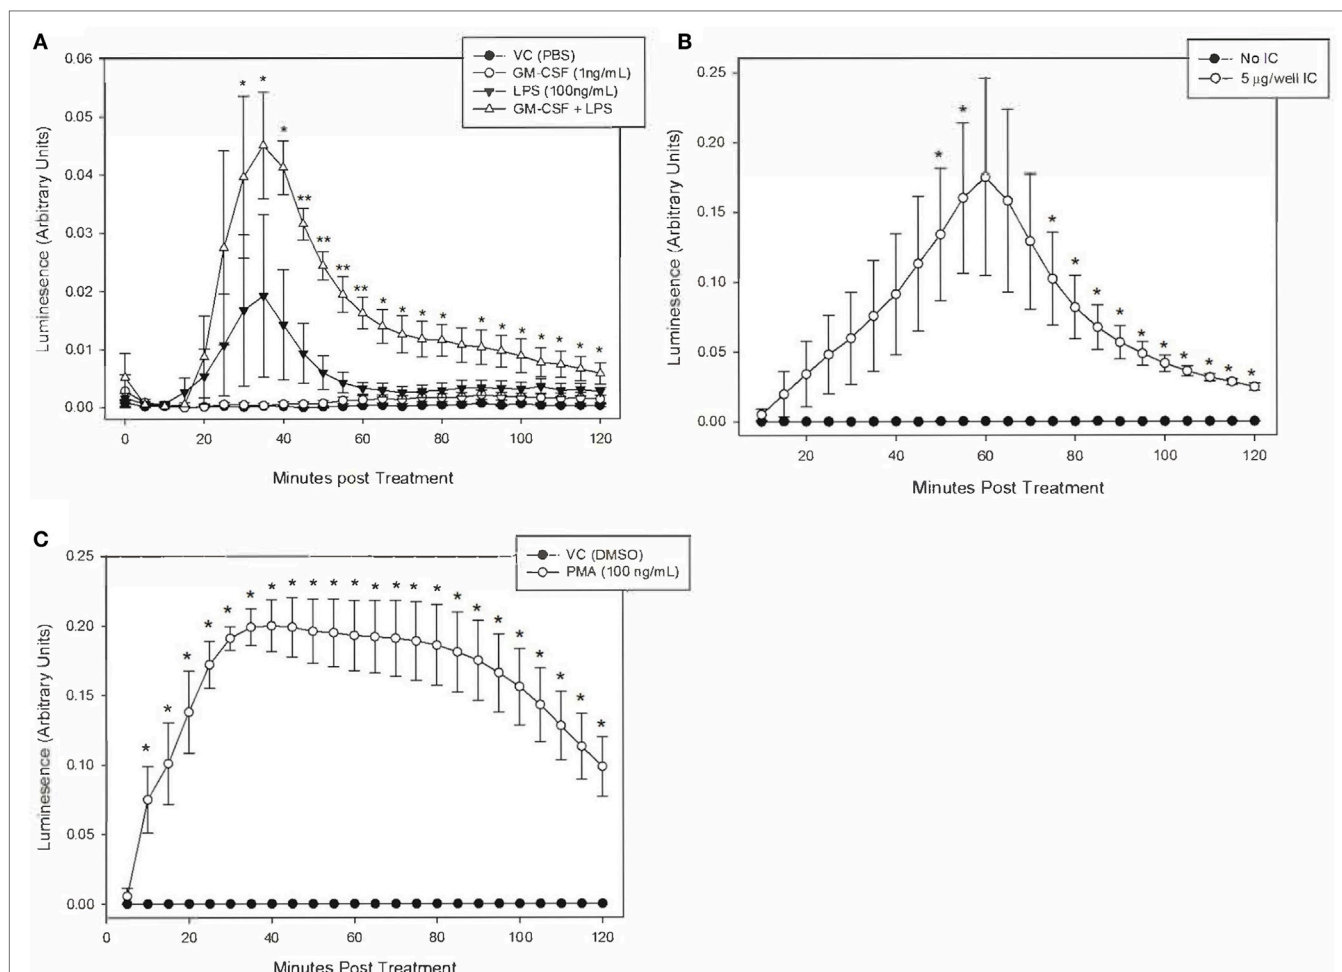 A
VC (PBS)
GM-CSF (1ng/mL)
LPS (100ng/mL)
GM-CSF + LPS
0.06
0.05
0.04
0.03
0.02
0.01
0.00
Luminesence (Arbitrary Units)
* * * ** ** ** ** * * * * * * * * * * *
0 20 40 60 80 100 120
Minutes post Treatment
B
No IC
5 µg/well IC
0.25
0.20
0.15
0.10
0.05
0.00
Luminesence (Arbitrary Units)
* * * * * * * * * * * *
20 40 60 80 100 120
Minutes Post Treatment
C
VC (DMSO)
PMA (100 ng/mL)
0.25
0.20
0.15
0.10
0.05
0.00
Luminesence (Arbitrary Units)
* * * * * * * * * * * * * * * * * * * * * * *
0 20 40 60 80 100 120
Minutes Post Treatment